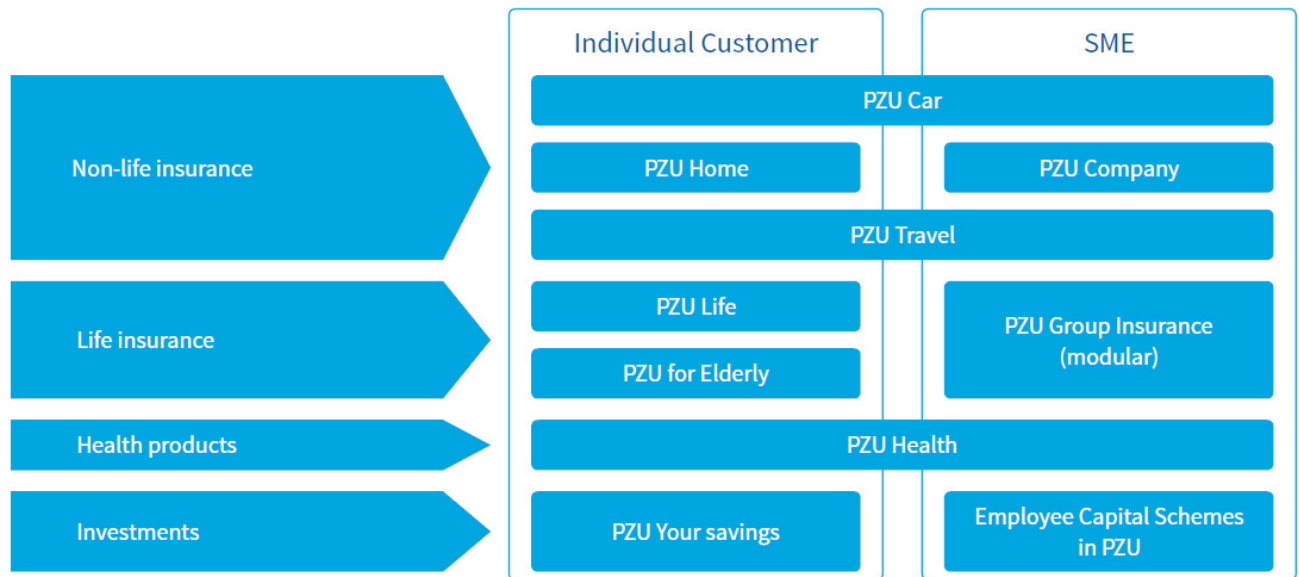 Individual Customer
SME
Non-life insurance
PZU Car
PZU Home
PZU Company
PZU Travel
Life insurance
PZU Life
PZU for Elderly
PZU Group Insurance
(modular)
Health products
PZU Health
Investments
PZU Your savings
Employee Capital Schemes
in PZU